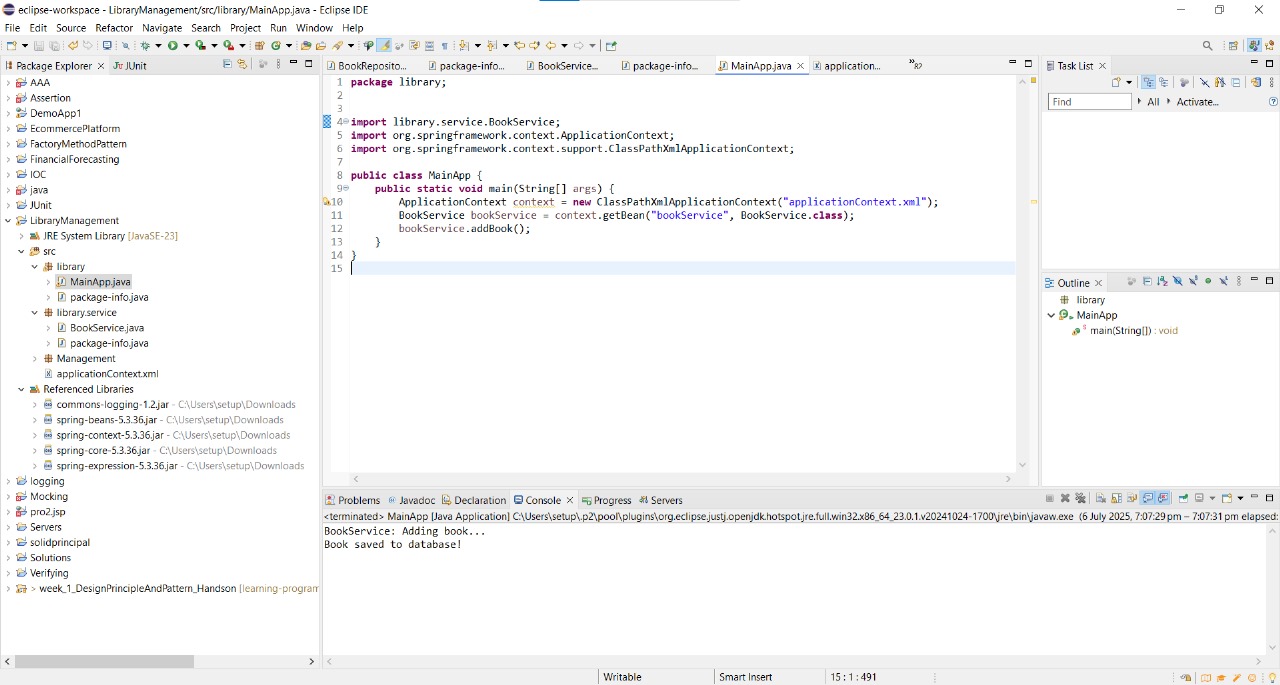 eclipse-workspace - LibraryManagement/src/library/MainApp.java - Eclipse IDE
File Edit Source Refactor Navigate Search Project Run Window Help
Package Explorer
JUnit
AAA
Assertion
DemoApp1
EcommercePlatform
FactoryMethodPattern
FinancialForecasting
IOC
java
JUnit
LibraryManagement
JRE System Library [JavaSE-23]
src
library
MainApp.java
package-info.java
library.service
BookService.java
package-info.java
Management
applicationContext.xml
Referenced Libraries
commons-logging-1.2.jar - C:\Users\setup\Downloads
spring-beans-5.3.36.jar - C:\Users\setup\Downloads
spring-context-5.3.36.jar - C:\Users\setup\Downloads
spring-core-5.3.36.jar - C:\Users\setup\Downloads
spring-expression-5.3.36.jar - C:\Users\setup\Downloads
logging
Mocking
pro2.jsp
Servers
solidprincipal
Solutions
Verifying
> week_1_DesignPrincipleAndPattern_Handson [learning-program
BookReposito... package-info... BookService... package-info... MainApp.java application... »82
1 package library;
2
3
4 import library.service.BookService;
5 import org.springframework.context.ApplicationContext;
6 import org.springframework.context.support.ClassPathXmlApplicationContext;
7
8 public class MainApp {
9 public static void main(String[] args) {
10 ApplicationContext context = new ClassPathXmlApplicationContext("applicationContext.xml");
11 BookService bookService = context.getBean("bookService", BookService.class);
12 bookService.addBook();
13 }
14 }
15
Task List
Find All Activate...
Outline
library
MainApp
main(String[]) : void
Problems Javadoc Declaration Console Progress Servers
<terminated> MainApp [Java Application] C:\Users\setup\.p2\pool\plugins\org.eclipse.justj.openjdk.hotspot.jre.full.win32.x86_64_23.0.1.v20241024-1700\jre\bin\javaw.exe (6 July 2025, 7:07:29 pm – 7:07:31 pm elapsed:
BookService: Adding book...
Book saved to database!
Writable Smart Insert 15 : 1 : 491